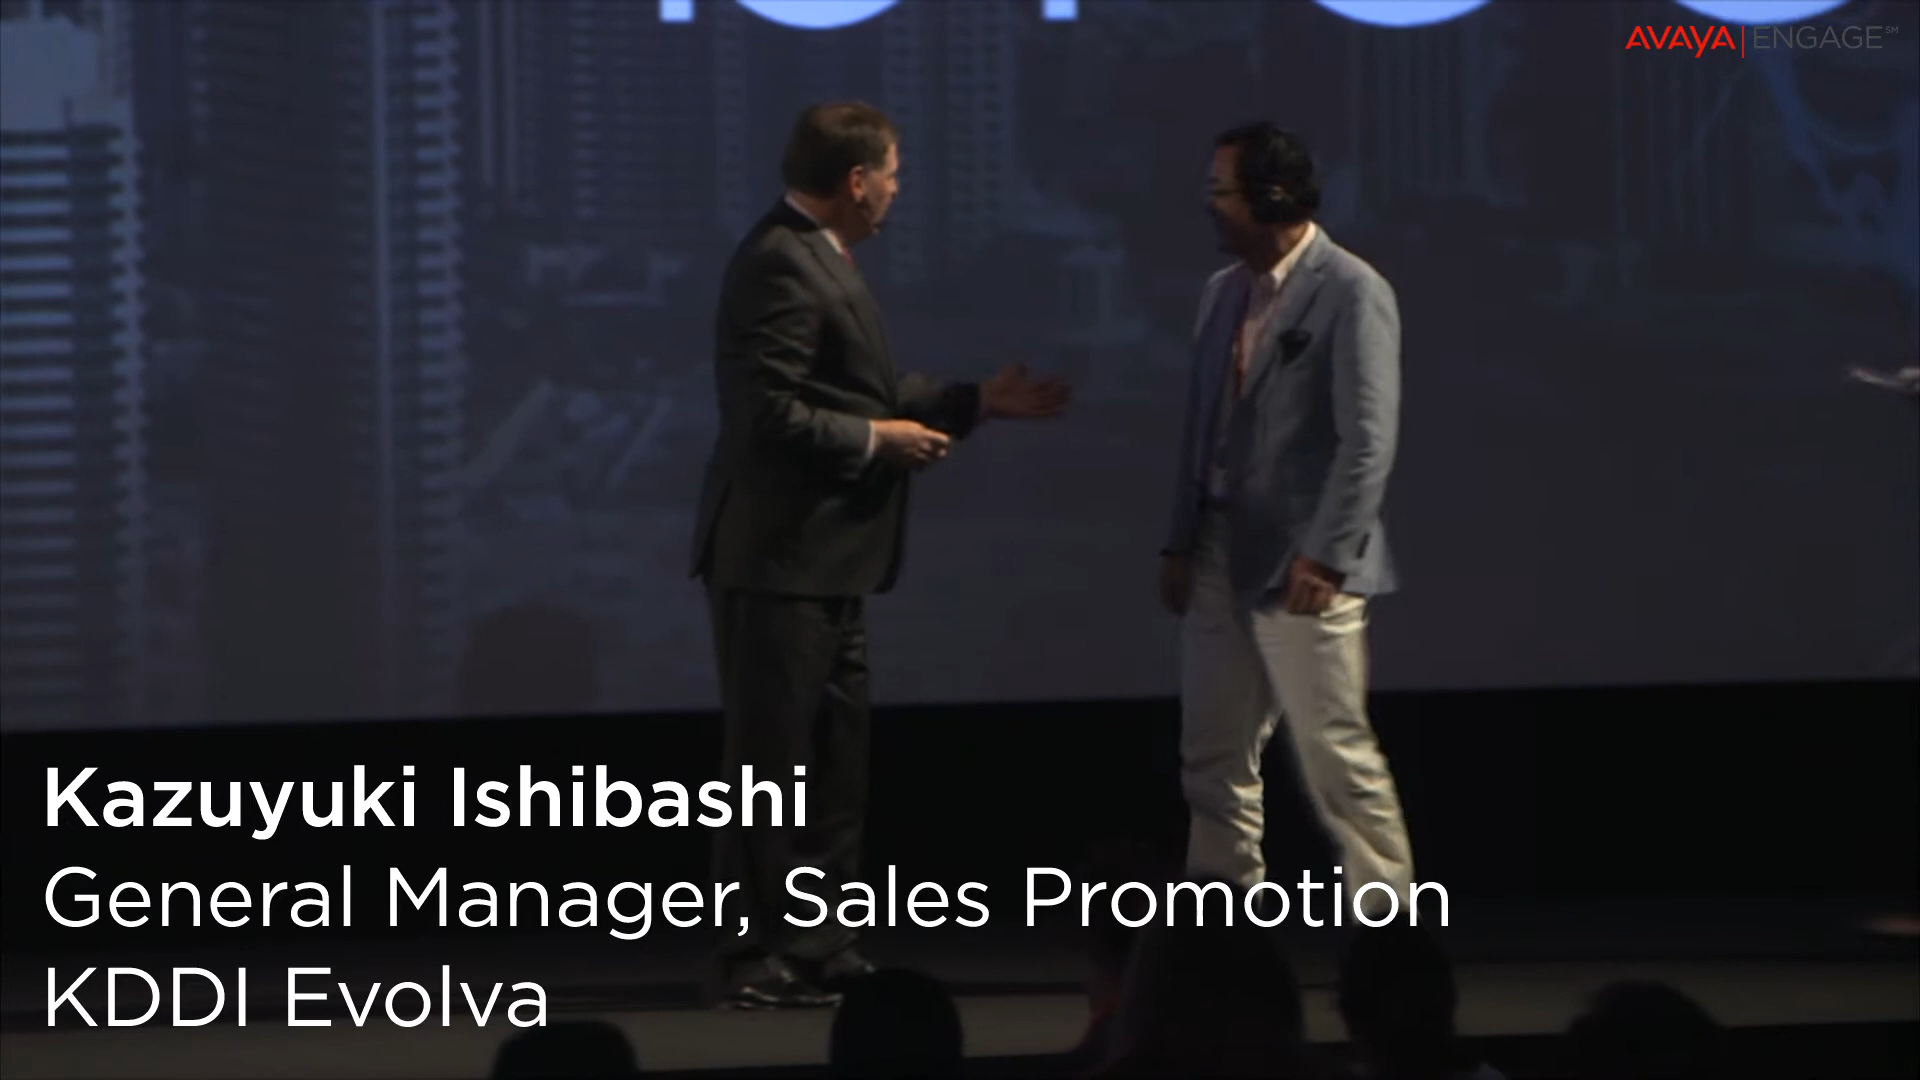 AVAYA | ENGAGE℠
Kazuyuki Ishibashi
General Manager, Sales Promotion
KDDI Evolva